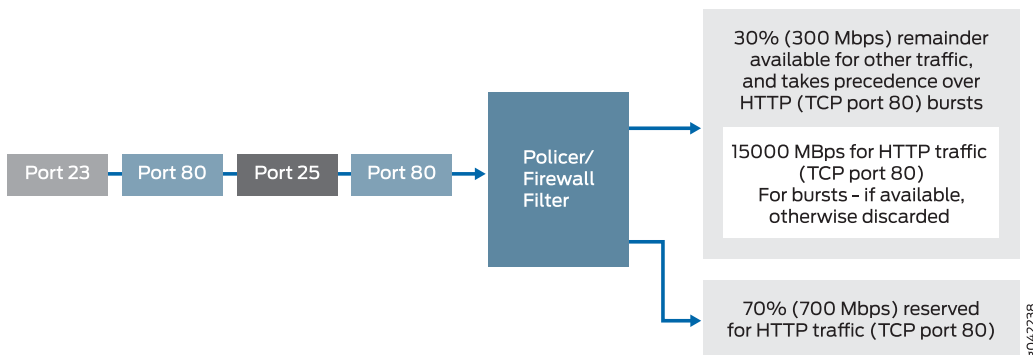 30% (300 Mbps) remainder
available for other traffic,
and takes precedence over
HTTP (TCP port 80) bursts
15000 MBps for HTTP traffic
(TCP port 80)
For bursts - if available,
otherwise discarded
Port 23
Port 80
Port 25
Port 80
Policer/
Firewall
Filter
70% (700 Mbps) reserved
for HTTP traffic (TCP port 80)